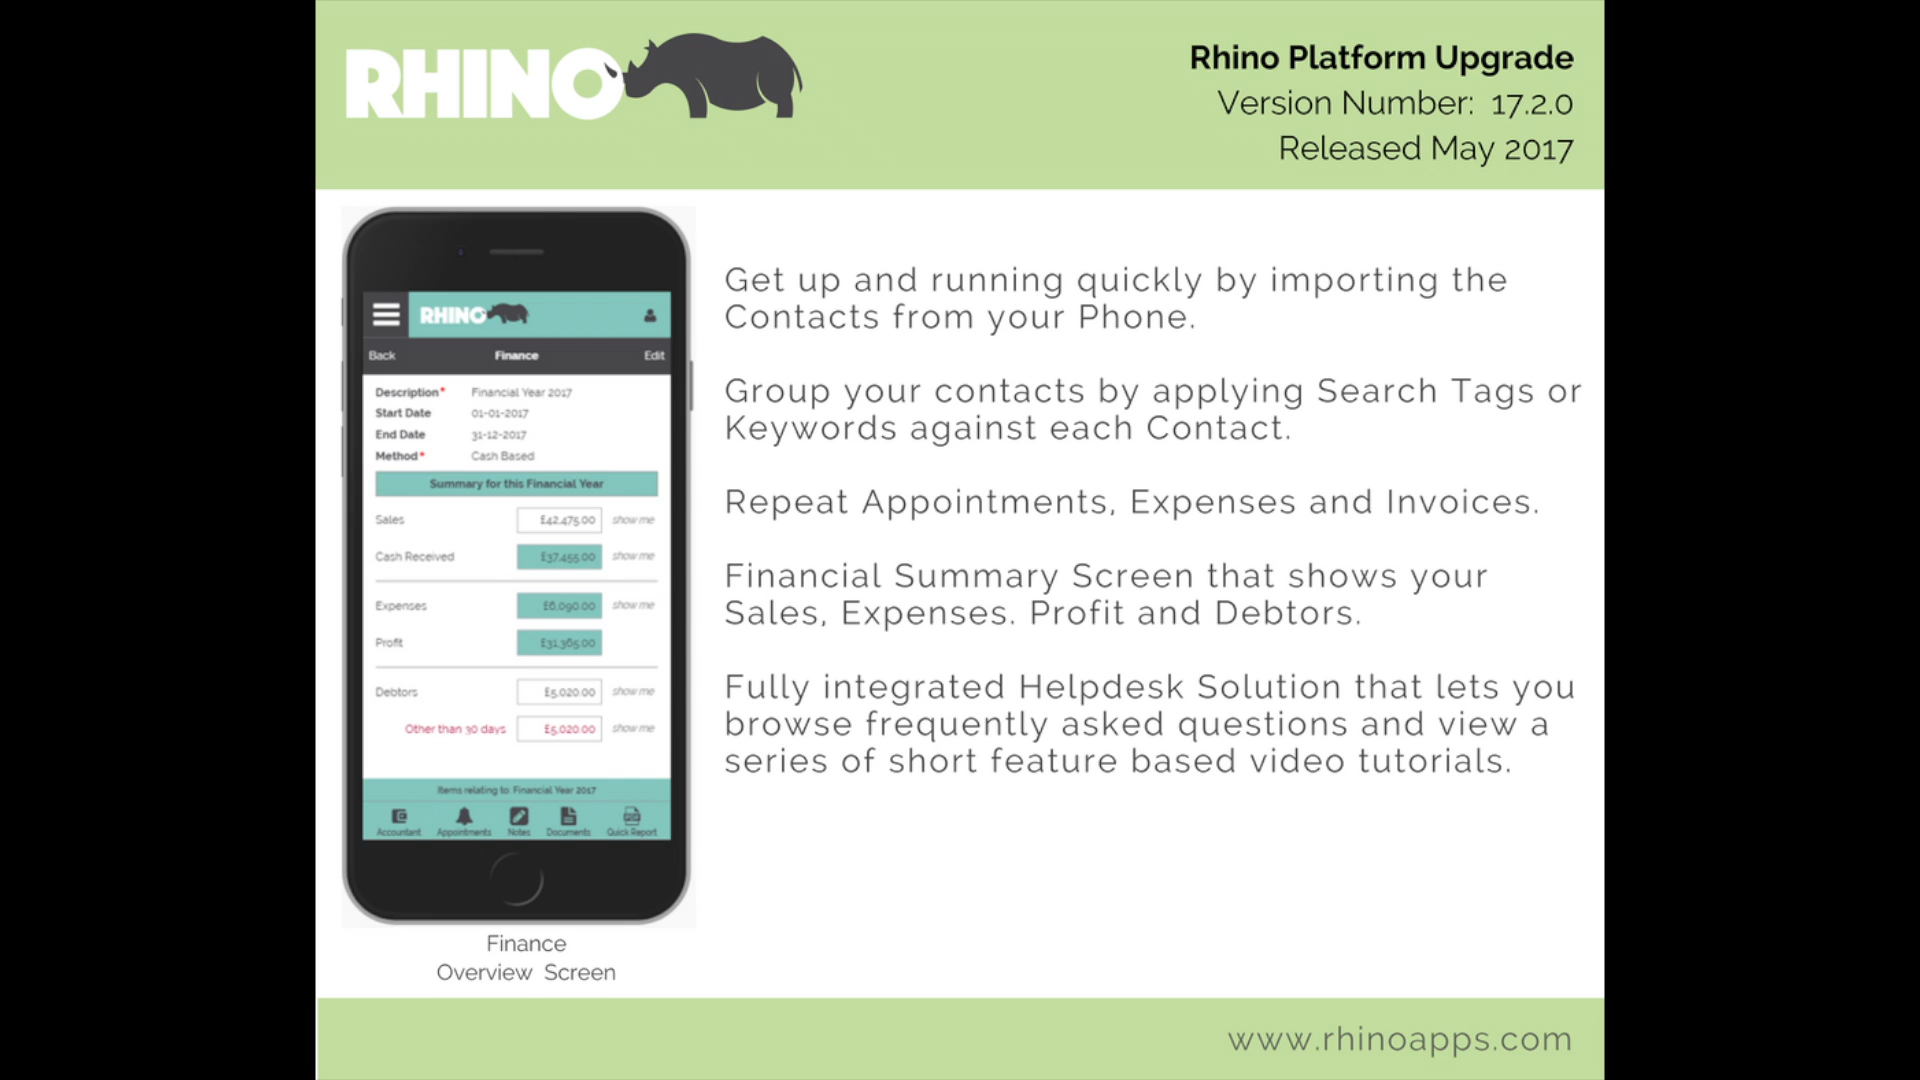 RHINO
Rhino Platform Upgrade
Version Number: 17.2.0
Released May 2017
RHINO
Back Finance Edit
Description* Financial Year 2017
Start Date 01-01-2017
End Date 31-12-2017
Method* Cash Based
Summary for this Financial Year
Sales £42,475.00 show me
Cash Received £37,455.00 show me
Expenses £6,090.00 show me
Profit £31,365.00
Debtors £5,020.00 show me
Other than 30 days £5,020.00 show me
Items relating to: Financial Year 2017
Accountant Appointments Notes Documents Quick Report
Finance
Overview Screen
Get up and running quickly by importing the
Contacts from your Phone.
Group your contacts by applying Search Tags or
Keywords against each Contact.
Repeat Appointments, Expenses and Invoices.
Financial Summary Screen that shows your
Sales, Expenses. Profit and Debtors.
Fully integrated Helpdesk Solution that lets you
browse frequently asked questions and view a
series of short feature based video tutorials.
www.rhinoapps.com